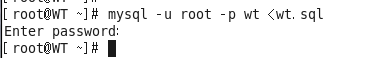 [root@WT ~]# mysql -u root -p wt <wt.sql
Enter password:
[root@WT ~]#